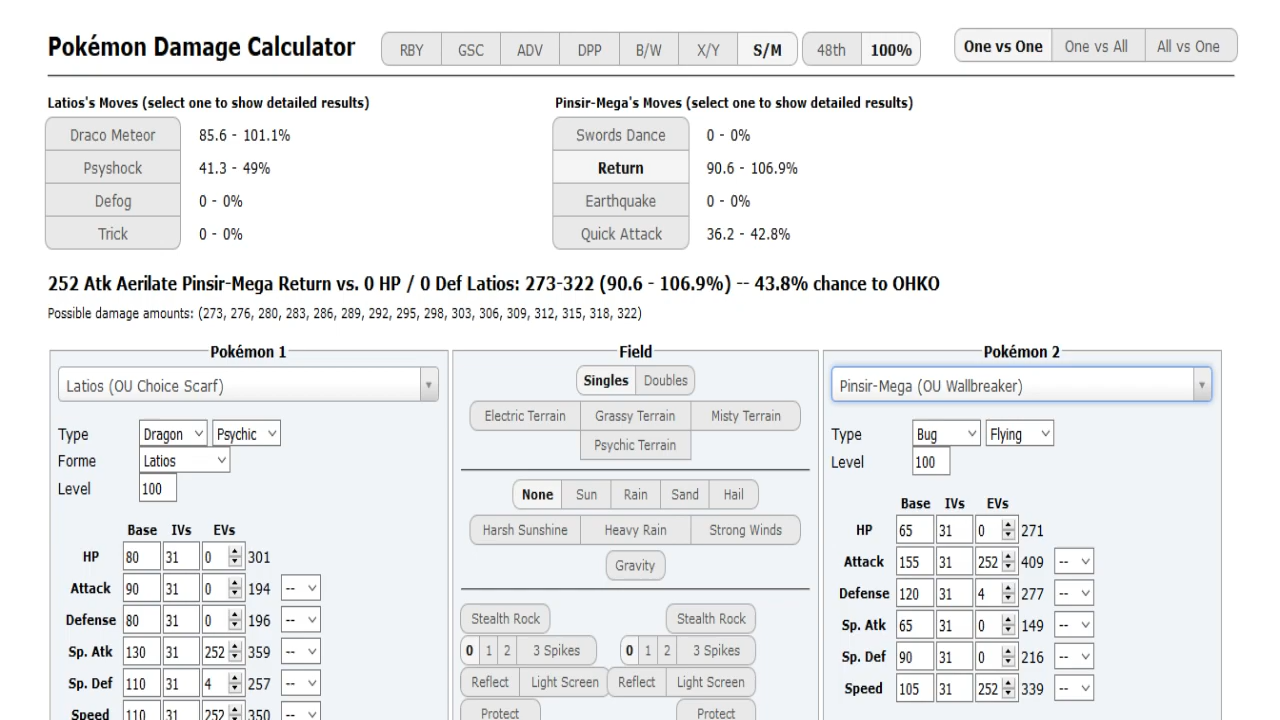 Pokémon Damage Calculator RBY GSC ADV DPP B/W X/Y S/M 48th 100% One vs One One vs All All vs One
Latios's Moves (select one to show detailed results) Pinsir-Mega's Moves (select one to show detailed results)
Draco Meteor 85.6 - 101.1% Swords Dance 0 - 0%
Psyshock 41.3 - 49% Return 90.6 - 106.9%
Defog 0 - 0% Earthquake 0 - 0%
Trick 0 - 0% Quick Attack 36.2 - 42.8%
252 Atk Aerilate Pinsir-Mega Return vs. 0 HP / 0 Def Latios: 273-322 (90.6 - 106.9%) -- 43.8% chance to OHKO
Possible damage amounts: (273, 276, 280, 283, 286, 289, 292, 295, 298, 303, 306, 309, 312, 315, 318, 322)
Pokémon 1
Latios (OU Choice Scarf)
Type Dragon Psychic
Forme Latios
Level 100
Base IVs EVs
HP 80 31 0 301
Attack 90 31 0 194 --
Defense 80 31 0 196 --
Sp. Atk 130 31 252 359 --
Sp. Def 110 31 4 257 --
Speed 110 31 252 350 --
Field
Singles Doubles
Electric Terrain Grassy Terrain Misty Terrain
Psychic Terrain
None Sun Rain Sand Hail
Harsh Sunshine Heavy Rain Strong Winds
Gravity
Stealth Rock Stealth Rock
0 1 2 3 Spikes 0 1 2 3 Spikes
Reflect Light Screen Reflect Light Screen
Protect Protect
Pokémon 2
Pinsir-Mega (OU Wallbreaker)
Type Bug Flying
Level 100
Base IVs EVs
HP 65 31 0 271
Attack 155 31 252 409 --
Defense 120 31 4 277 --
Sp. Atk 65 31 0 149 --
Sp. Def 90 31 0 216 --
Speed 105 31 252 339 --